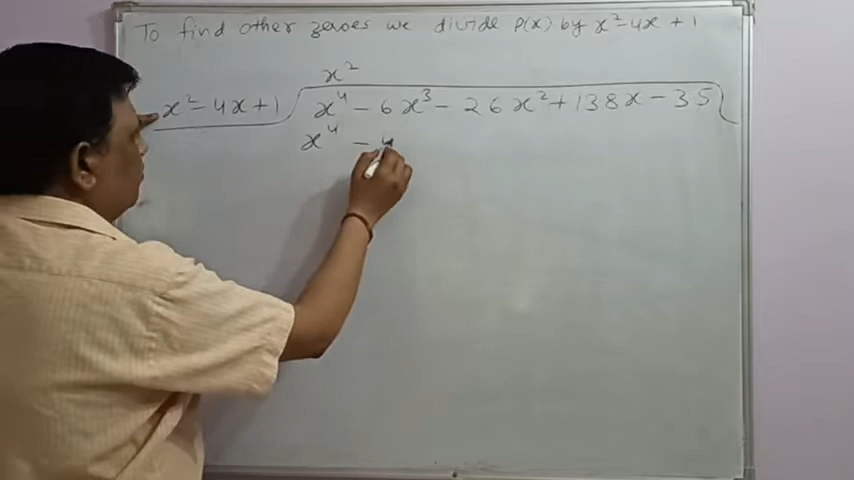 To find other zeroes we divide P(x) by x² - 4x + 1
x²
x² - 4x + 1 x⁴ - 6x³ - 26x² + 138x - 35
x⁴ - 4